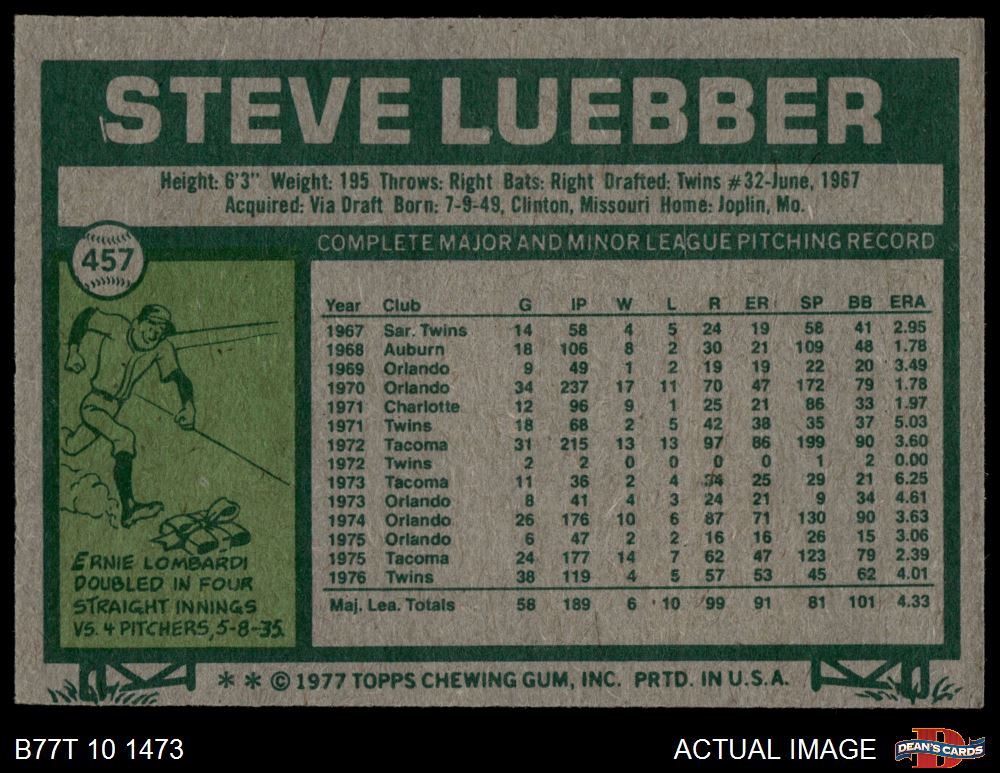 STEVE LUEBBER
Height: 6'3" Weight: 195 Throws: Right Bats: Right Drafted: Twins #32-June, 1967
Acquired: Via Draft Born: 7-9-49, Clinton, Missouri Home: Joplin, Mo.
457
COMPLETE MAJOR AND MINOR LEAGUE PITCHING RECORD
Year Club G IP W L R ER SP BB ERA
1967 Sar. Twins 14 58 4 5 24 19 58 41 2.95
1968 Auburn 18 106 8 2 30 21 109 48 1.78
1969 Orlando 9 49 1 2 19 19 22 20 3.49
1970 Orlando 34 237 17 11 70 47 172 79 1.78
1971 Charlotte 12 96 9 1 25 21 86 33 1.97
1971 Twins 18 68 2 5 42 38 35 37 5.03
1972 Tacoma 31 215 13 13 97 86 199 90 3.60
1972 Twins 2 2 0 0 0 0 1 2 0.00
1973 Tacoma 11 36 2 4 34 25 29 21 6.25
1973 Orlando 8 41 4 3 24 21 9 34 4.61
1974 Orlando 26 176 10 6 87 71 130 90 3.63
1975 Orlando 6 47 2 2 16 16 26 15 3.06
1975 Tacoma 24 177 14 7 62 47 123 79 2.39
1976 Twins 38 119 4 5 57 53 45 62 4.01
Maj. Lea. Totals 58 189 6 10 99 91 81 101 4.33
ERNIE LOMBARDI
DOUBLED IN FOUR
STRAIGHT INNINGS
VS. 4 PITCHERS, 5-8-35.
* * © 1977 TOPPS CHEWING GUM, INC. PRTD. IN U.S.A.
B77T 10 1473
ACTUAL IMAGE
DEAN'S CARDS